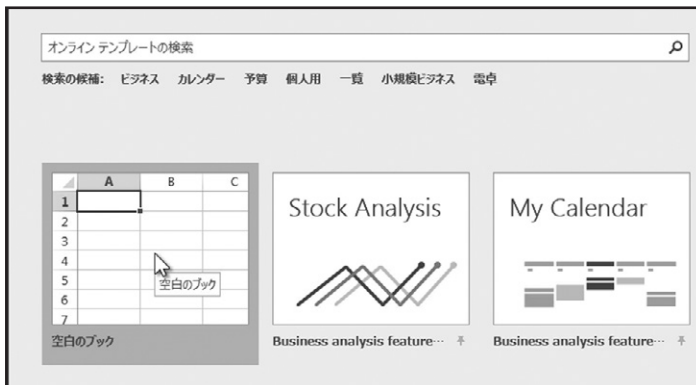 オンライン テンプレートの検索
検索の候補: ビジネス カレンダー 予算 個人用 一覧 小規模ビジネス 電卓
A B C
1
2
3
4
5
6
7
空白のブック
Stock Analysis
My Calendar
空白のブック
Business analysis feature…
Business analysis feature…